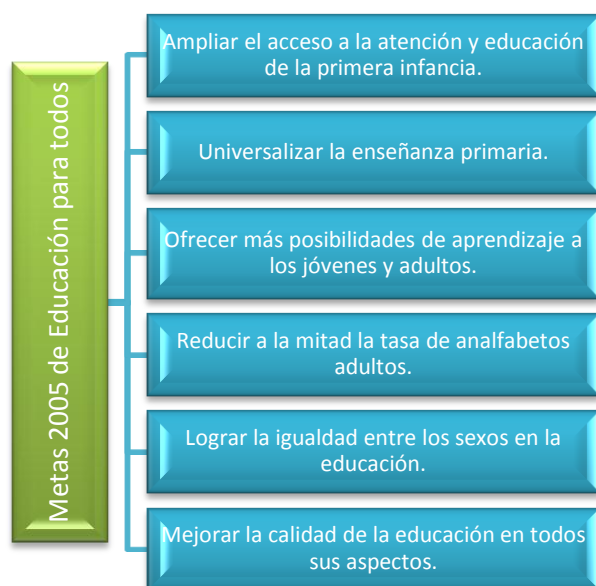 Metas 2005 de Educación para todos
Ampliar el acceso a la atención y educación
de la primera infancia.
Universalizar la enseñanza primaria.
Ofrecer más posibilidades de aprendizaje a
los jóvenes y adultos.
Reducir a la mitad la tasa de analfabetos
adultos.
Lograr la igualdad entre los sexos en la
educación.
Mejorar la calidad de la educación en todos
sus aspectos.